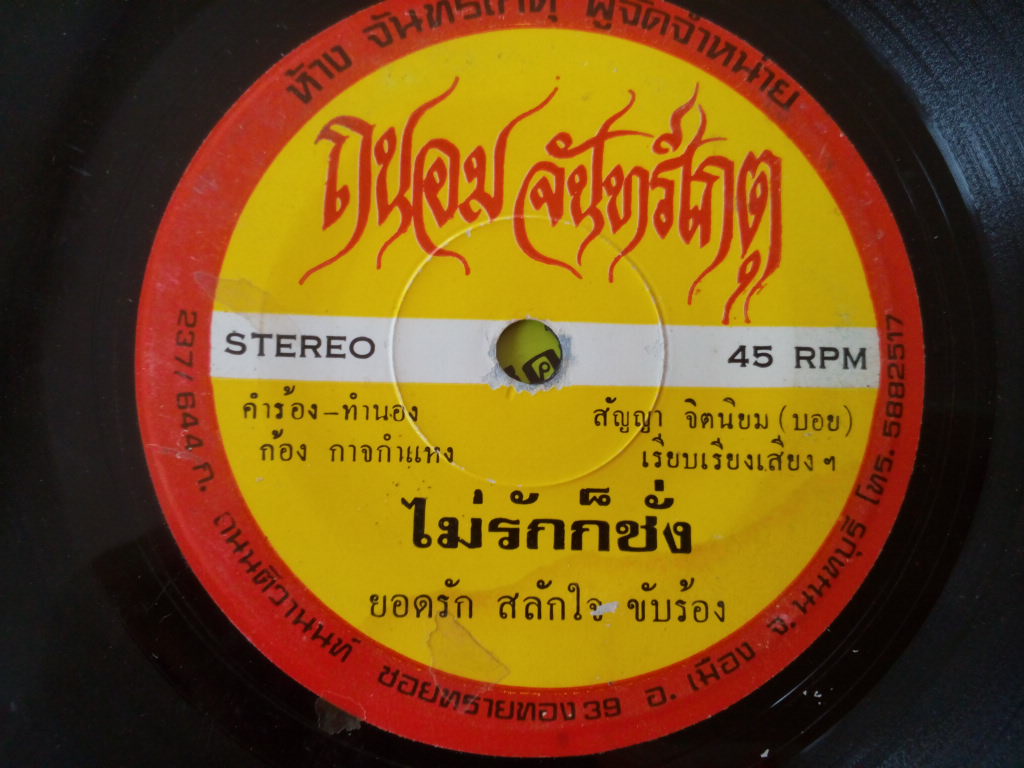 ห้าง จันทร์เกตุ ผู้จัดจำหน่าย
ถนอม จันทร์เกตุ
STEREO
45 RPM
คำร้อง-ทำนอง
ก้อง กาจกำแหง
สัญญา จิตนิยม (บอย)
เรียบเรียงเสียงฯ
ไม่รักก็ชั่ง
ยอดรัก สลักใจ ขับร้อง
237/644 ก. ถนนติวานนท์ ซอยทรายทอง 39 อ. เมือง จ. นนทบุรี โทร. 5882517